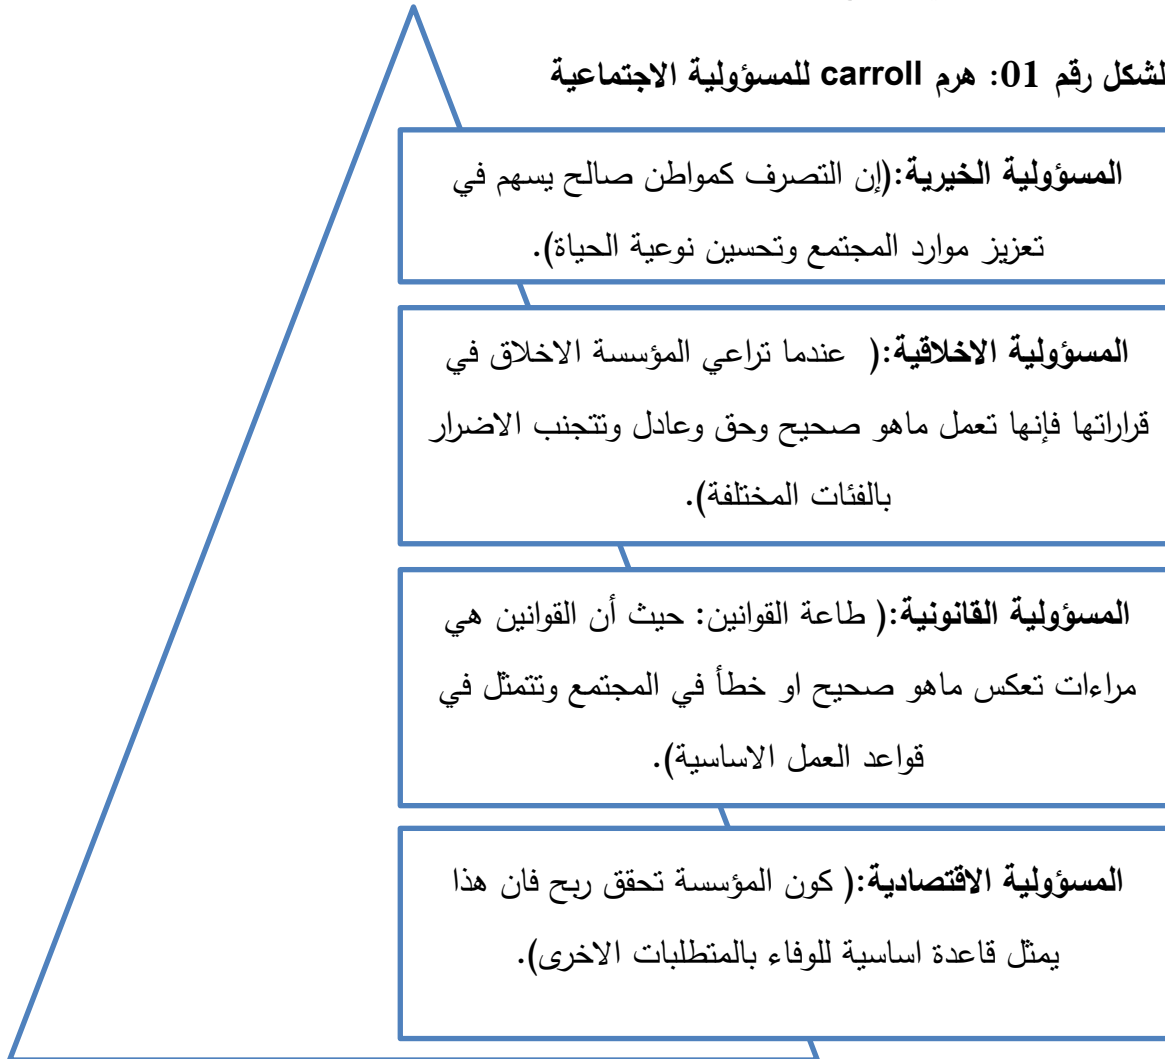 لشكل رقم 01: هرم carroll للمسؤولية الاجتماعية
المسؤولية الخيرية:(إن التصرف كمواطن صالح يسهم في
تعزيز موارد المجتمع وتحسين نوعية الحياة).
المسؤولية الاخلاقية:( عندما تراعي المؤسسة الاخلاق في
قراراتها فإنها تعمل ماهو صحيح وحق وعادل وتتجنب الاضرار
بالفئات المختلفة).
المسؤولية القانونية:( طاعة القوانين: حيث أن القوانين هي
مراءات تعكس ماهو صحيح او خطأ في المجتمع وتتمثل في
قواعد العمل الاساسية).
المسؤولية الاقتصادية:( كون المؤسسة تحقق ربح فان هذا
يمثل قاعدة اساسية للوفاء بالمتطلبات الاخرى).